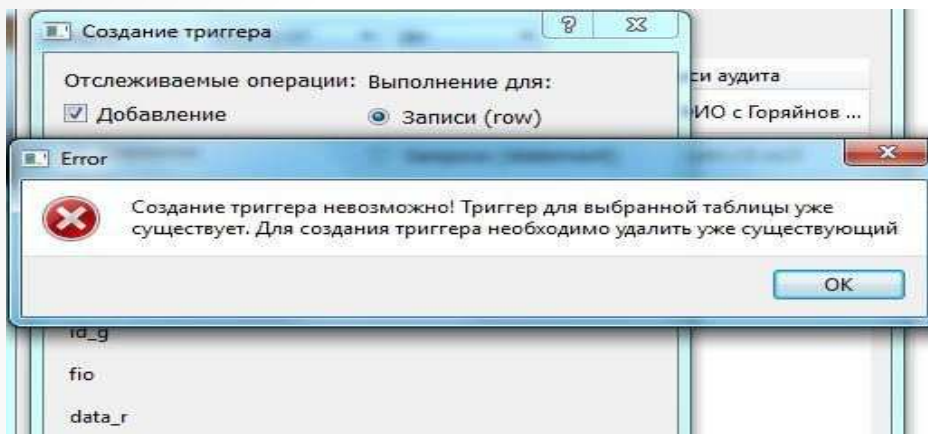 Создание триггера
Отслеживаемые операции: Выполнение для:
си аудита
Добавление
Записи (row)
ИО с Горяйнов ...
Error
Создание триггера невозможно! Триггер для выбранной таблицы уже
существует. Для создания триггера необходимо удалить уже существующий
OK
id_g
fio
data_r